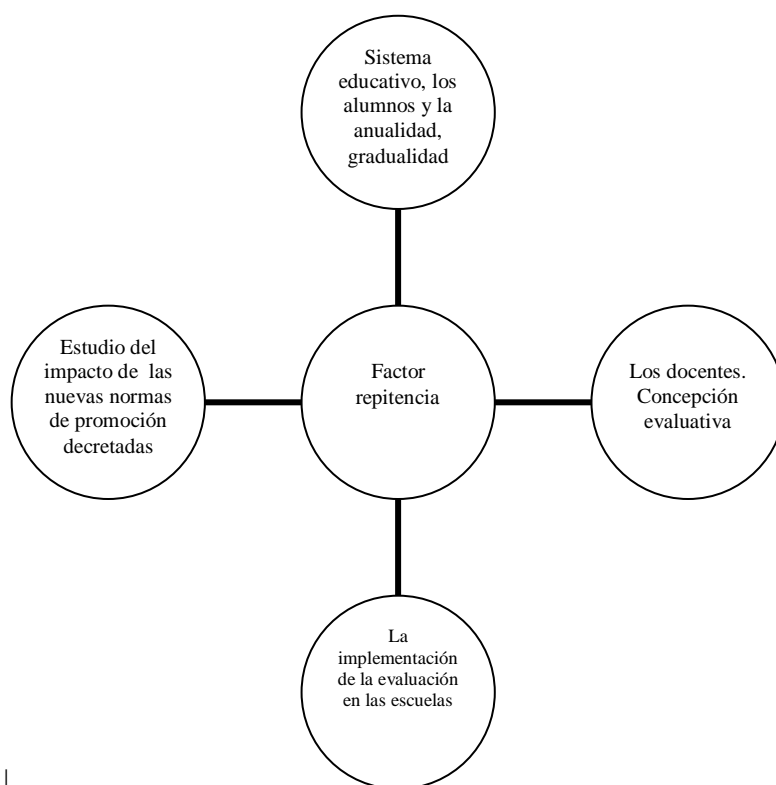 Sistema
educativo, los
alumnos y la
anualidad,
gradualidad
Estudio del
impacto de las
nuevas normas
de promoción
decretadas
Factor
repitencia
Los docentes.
Concepción
evaluativa
La
implementación
de la evaluación
en las escuelas